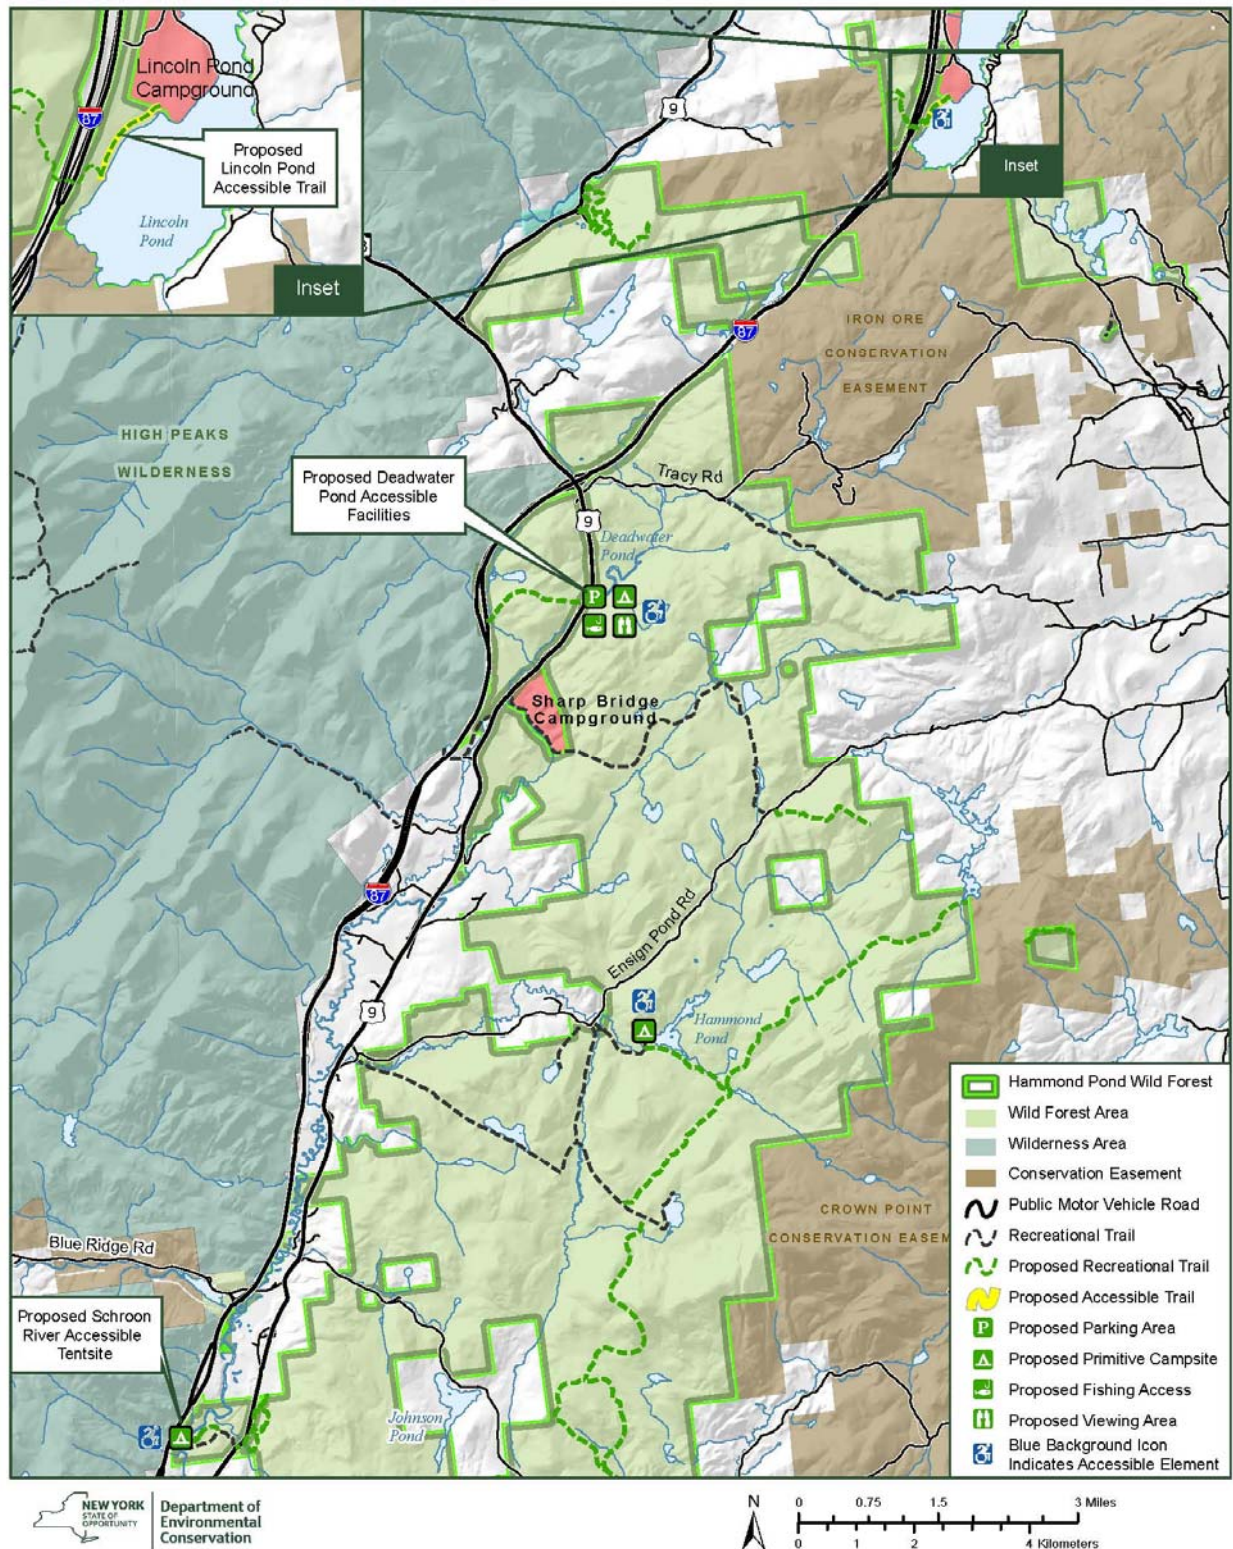 Lincoln Pond
Campground
87
Proposed
Lincoln Pond
Accessible Trail
Lincoln
Pond
Inset
9
Inset
87
IRON ORE
CONSERVATION
EASEMENT
HIGH PEAKS
WILDERNESS
Proposed Deadwater
Pond Accessible
Facilities
Tracy Rd
9
Deadwater
Pond
P
Sharp Bridge
Campground
87
Ensign Pond Rd
9
Hammond
Pond
CROWN POINT
CONSERVATION EASEM
Blue Ridge Rd
Proposed Schroon
River Accessible
Tentsite
Johnson
Pond
Hammond Pond Wild Forest
Wild Forest Area
Wilderness Area
Conservation Easement
Public Motor Vehicle Road
Recreational Trail
Proposed Recreational Trail
Proposed Accessible Trail
P Proposed Parking Area
Proposed Primitive Campsite
Proposed Fishing Access
Proposed Viewing Area
Blue Background Icon
Indicates Accessible Element
NEW YORK
STATE OF
OPPORTUNITY
Department of
Environmental
Conservation
N
0 0.75 1.5 3 Miles
0 1 2 4 Kilometers